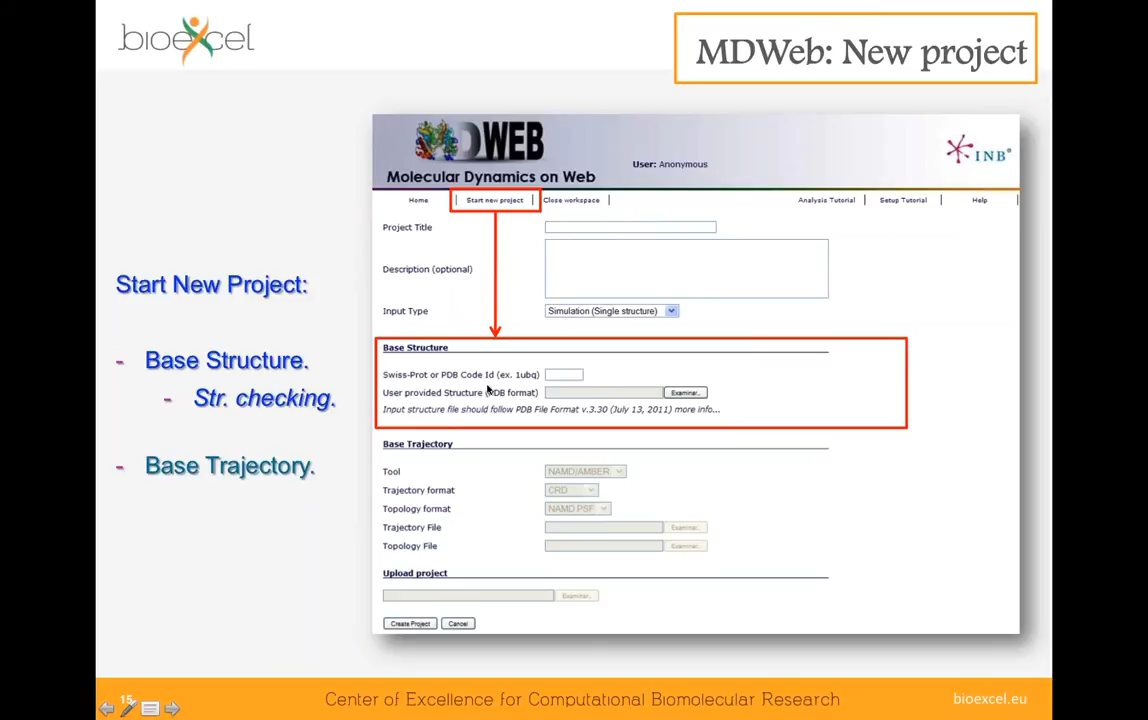 bioexcel
MDWeb: New project
DWEB
Molecular Dynamics on Web
User: Anonymous
INB
Home
Start new project
Close workspace
Analysis Tutorial
Setup Tutorial
Help
Project Title
Description (optional)
Input Type
Simulation (Single structure)
Start New Project:
- Base Structure.
- Str. checking.
- Base Trajectory.
Base Structure
Swiss-Prot or PDB Code Id (ex. 1ubq)
User provided Structure (PDB format)
Examinar..
Input structure file should follow PDB File Format v.3.30 (July 13, 2011) more info...
Base Trajectory
Tool
NAMD/AMBER
Trajectory format
CRD
Topology format
NAMD PSF
Trajectory File
Examinar..
Topology File
Examinar..
Upload project
Examinar..
Create Project
Cancel
15
Center of Excellence for Computational Biomolecular Research
bioexcel.eu